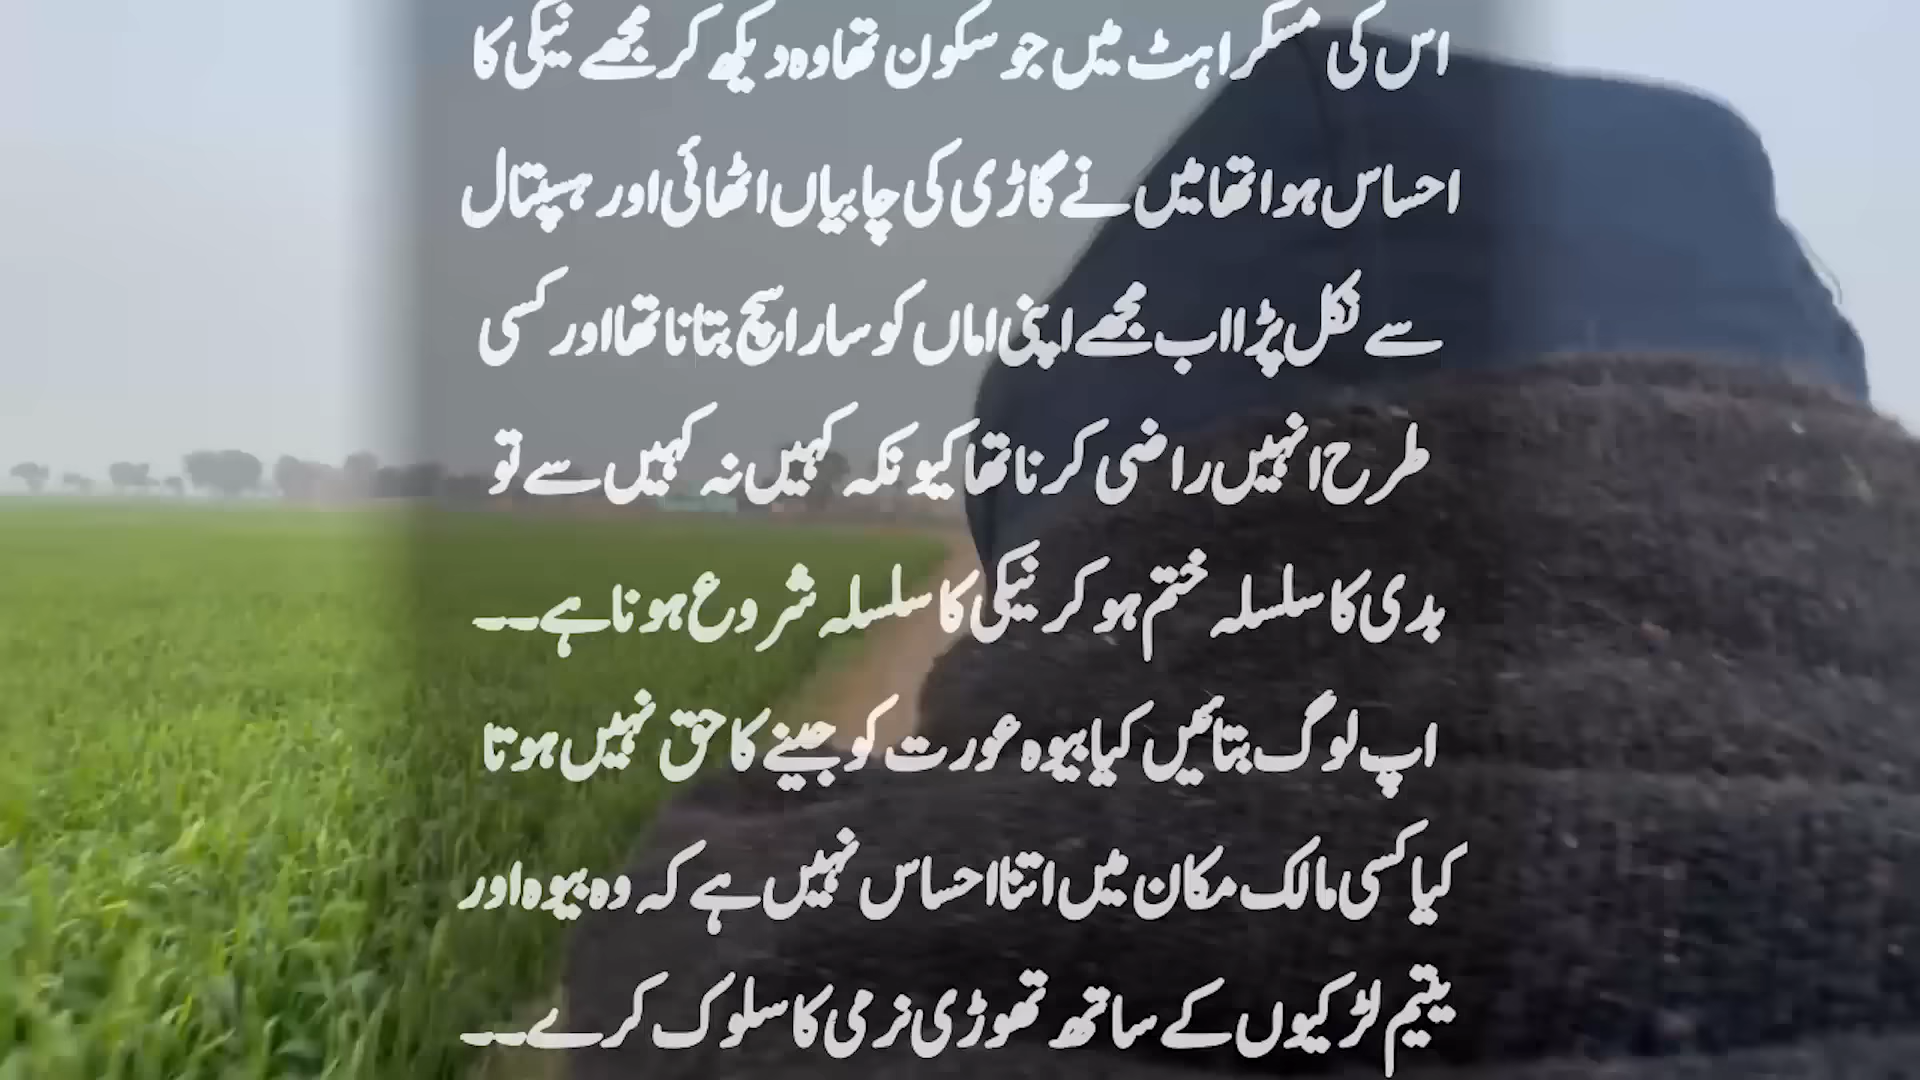 اس کی مسکراہٹ میں جو سکون تھا وہ دیکھ کر مجھے نیکی کا
احساس ہوا تھا میں نے گاڑی کی چابیاں اٹھائی اور ہسپتال
سے نکل پڑا اب مجھے اپنی اماں کو سارا سچ بتانا تھا اور کسی
طرح انہیں راضی کرنا تھا کیونکہ کہیں نہ کہیں سے تو
بدی کا سلسلہ ختم ہو کر نیکی کا سلسلہ شروع ہونا ہے۔۔
اپ لوگ بتائیں کیا بیوہ عورت کو جینے کا حق نہیں ہوتا
کیا کسی مالک مکان میں اتنا احساس نہیں ہے کہ وہ بیوہ اور
یتیم لڑکیوں کے ساتھ تھوڑی نرمی کا سلوک کرے۔۔